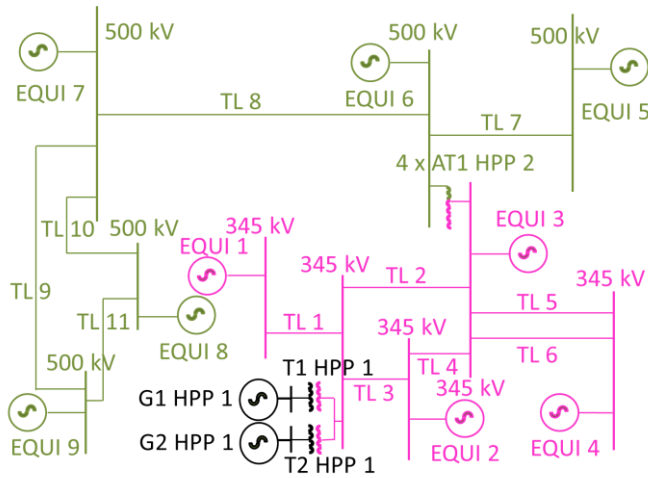 500 kV
500 kV
500 kV
EQUI 7
EQUI 6
EQUI 5
TL 8
TL 7
4 x AT1 HPP 2
TL 10
500 kV
345 kV
EQUI 1
EQUI 3
345 kV
TL 2
345 kV
TL 9
TL 11
EQUI 8
TL 1
345 kV
TL 5
TL 6
500 kV
T1 HPP 1
TL 3
TL 4
345 kV
G1 HPP 1
G2 HPP 1
EQUI 9
T2 HPP 1
EQUI 2
EQUI 4